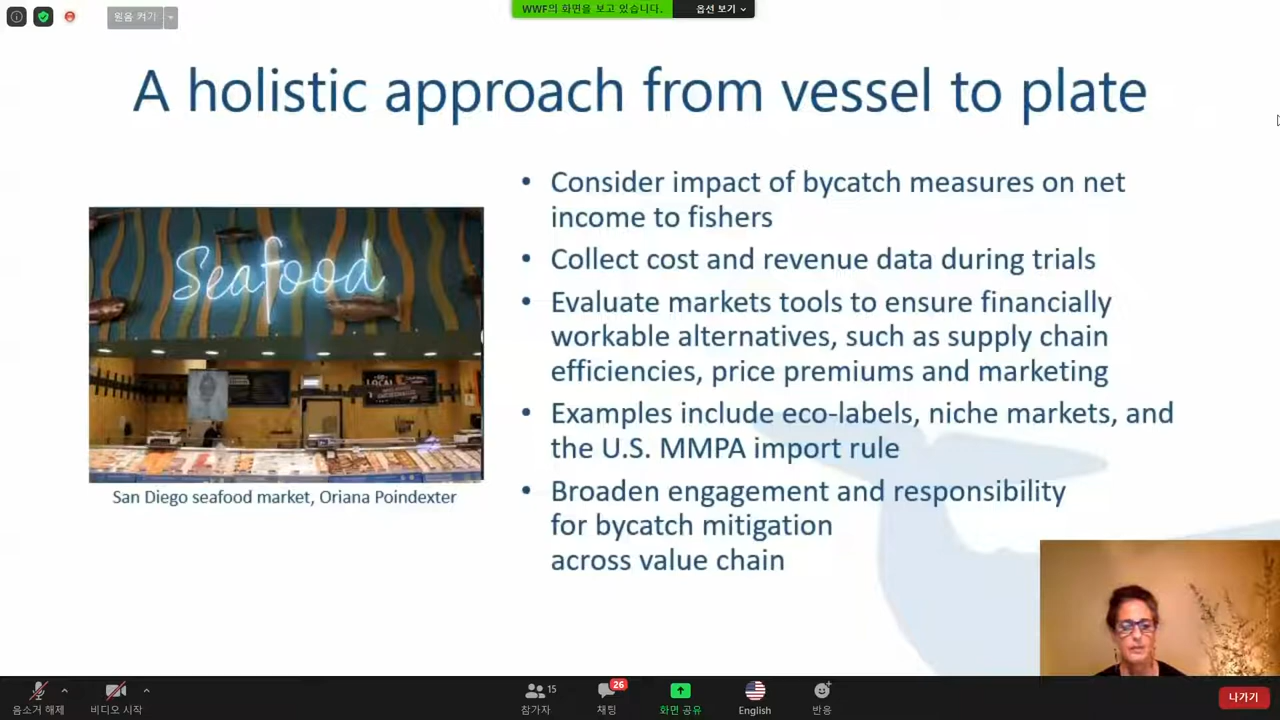 원음 켜기
WWF의 화면을 보고 있습니다.
옵션 보기
A holistic approach from vessel to plate
• Consider impact of bycatch measures on net
income to fishers
• Collect cost and revenue data during trials
• Evaluate markets tools to ensure financially
workable alternatives, such as supply chain
efficiencies, price premiums and marketing
• Examples include eco-labels, niche markets, and
the U.S. MMPA import rule
• Broaden engagement and responsibility
for bycatch mitigation
across value chain
Seafood
LOCAL
San Diego seafood market, Oriana Poindexter
음소거 해제
비디오 시작
15
참가자
26
채팅
화면 공유
English
반응
나가기